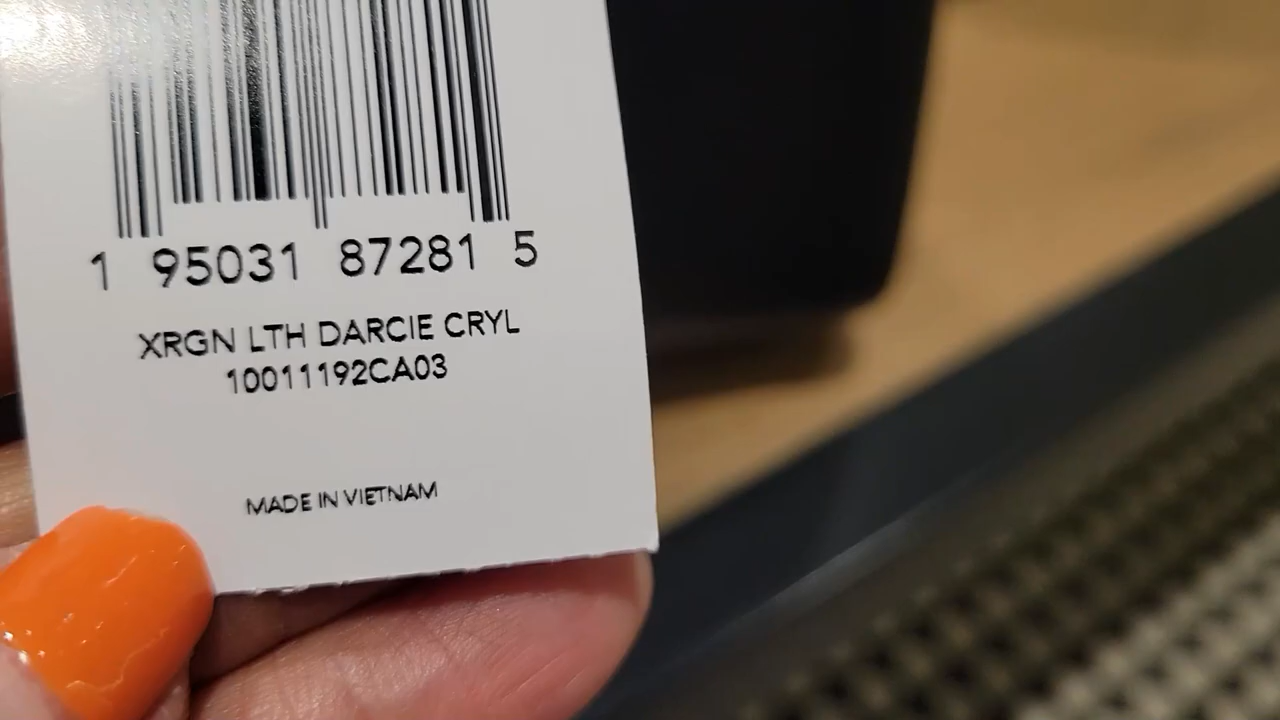 1 95031 87281 5
XRGN LTH DARCIE CRYL
10011192CA03
MADE IN VIETNAM